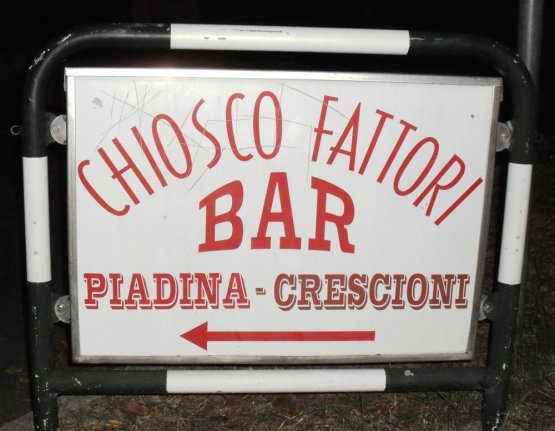 CHIOSCO FATTORI
BAR
PIADINA - CRESCIONI